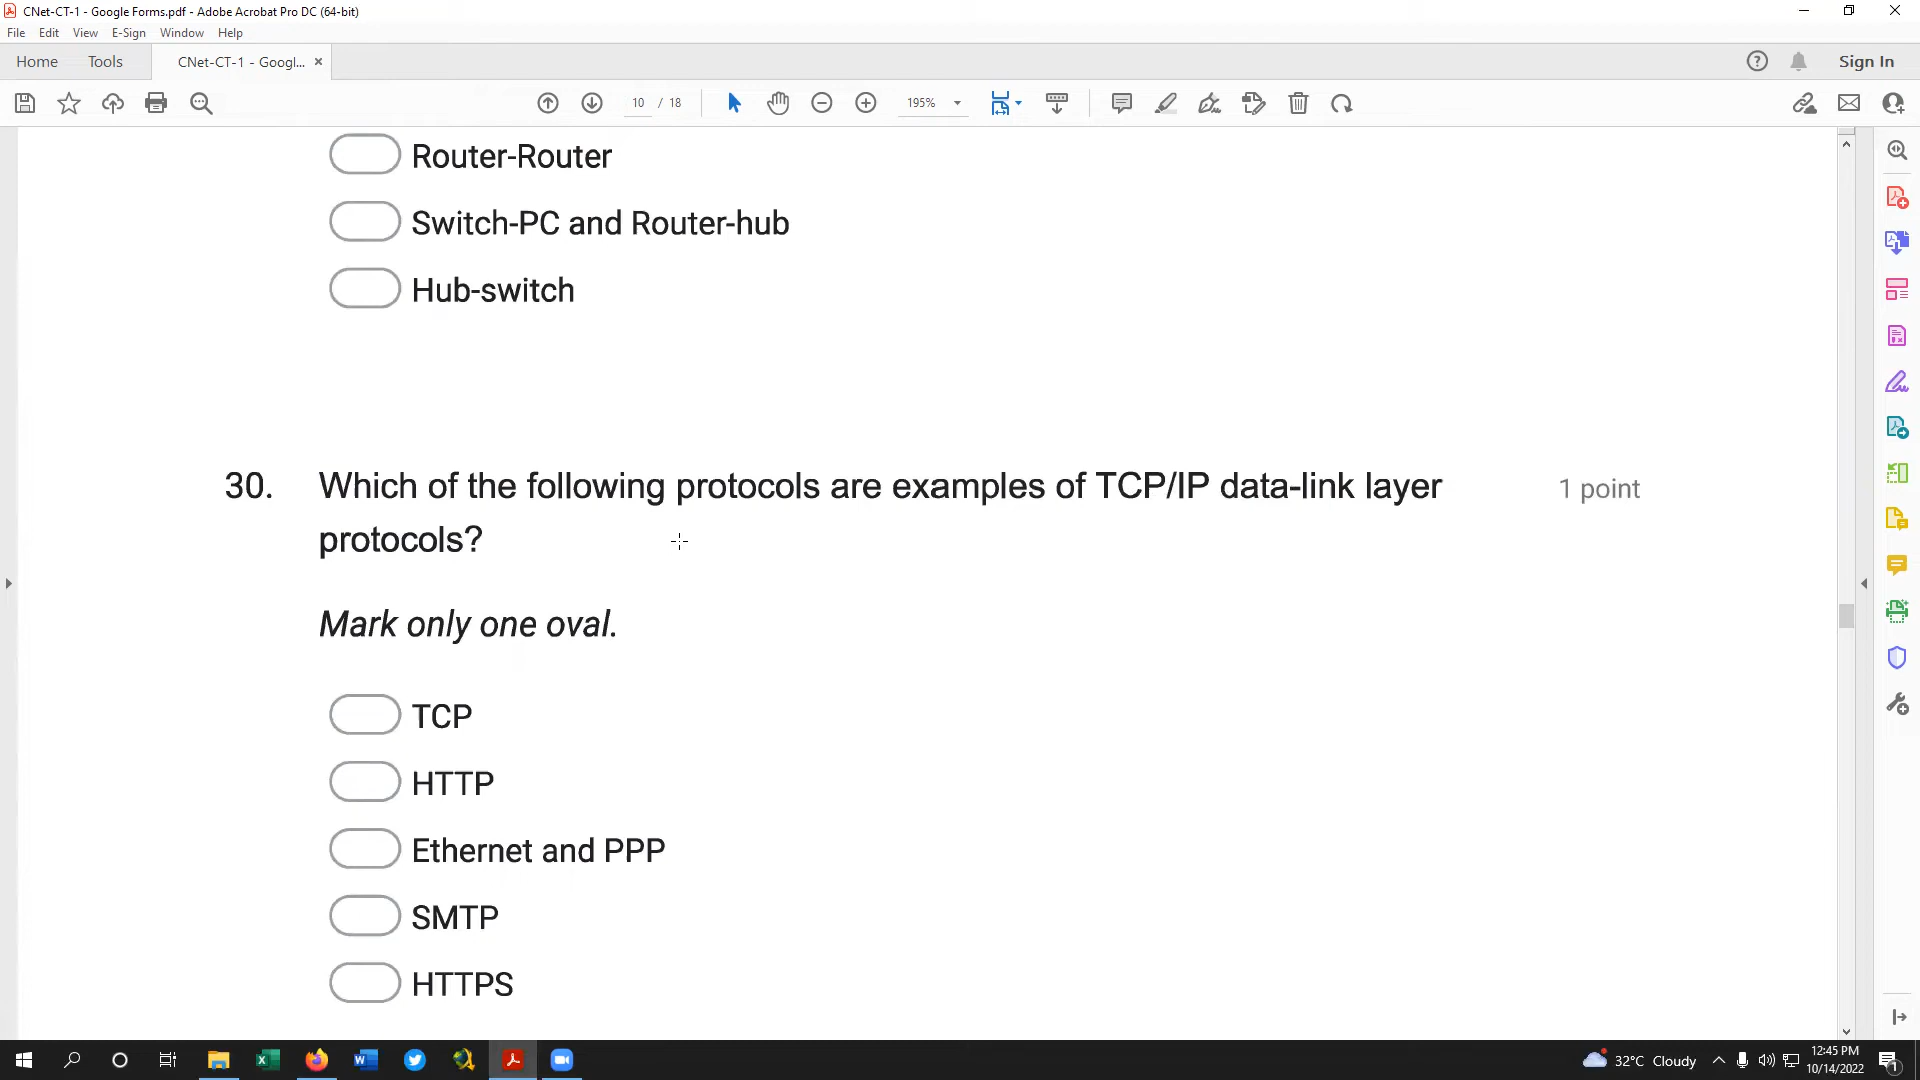 CNet-CT-1 - Google Forms.pdf - Adobe Acrobat Pro DC (64-bit)
File Edit View E-Sign Window Help
Home Tools CNet-CT-1 - Googl... Sign In
10 / 18 195%
Router-Router
Switch-PC and Router-hub
Hub-switch
30. Which of the following protocols are examples of TCP/IP data-link layer 1 point
protocols?
Mark only one oval.
TCP
HTTP
Ethernet and PPP
SMTP
HTTPS
32°C Cloudy 12:45 PM
10/14/2022 1